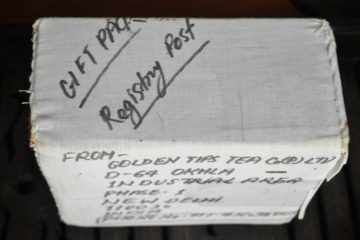 GIFT PACK
Registry Post
FROM-
GOLDEN TIPS TEA CO(P) LTD
D-64 OKHLA
INDUSTRIAL AREA
PHASE-I
NEW DELHI